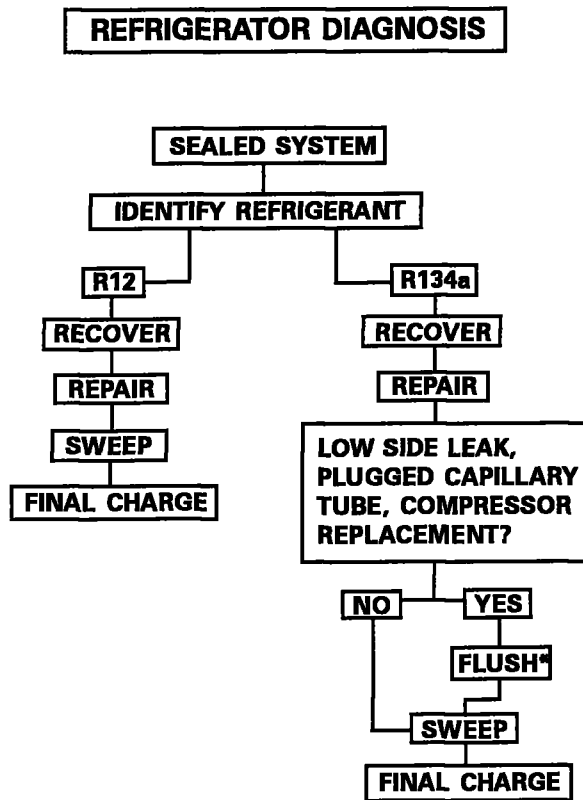 REFRIGERATOR DIAGNOSIS
SEALED SYSTEM
IDENTIFY REFRIGERANT
R12
RECOVER
REPAIR
SWEEP
FINAL CHARGE
R134a
RECOVER
REPAIR
LOW SIDE LEAK,
PLUGGED CAPILLARY
TUBE, COMPRESSOR
REPLACEMENT?
NO
YES
FLUSH*
SWEEP
FINAL CHARGE